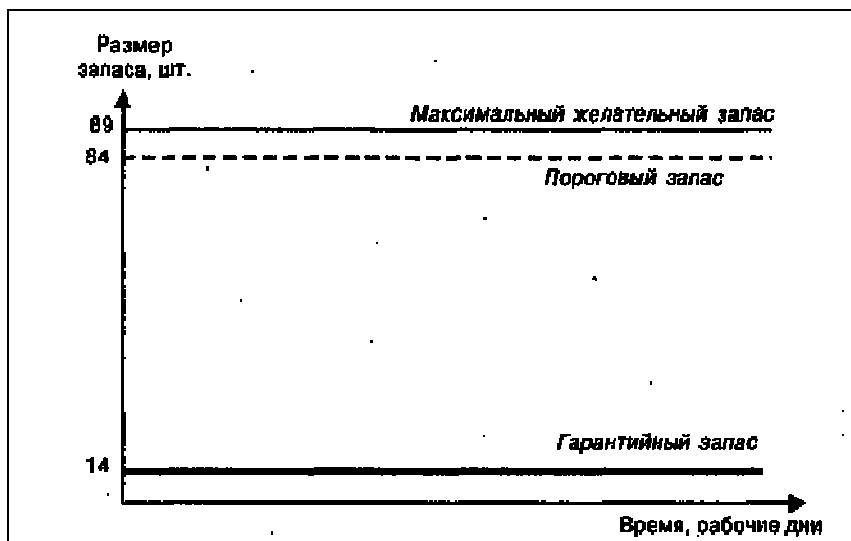 Размер
запаса, шт.
Максимальный желательный запас
89
84
Пороговый запас
Гарантийный запас
14
Время, рабочие дни